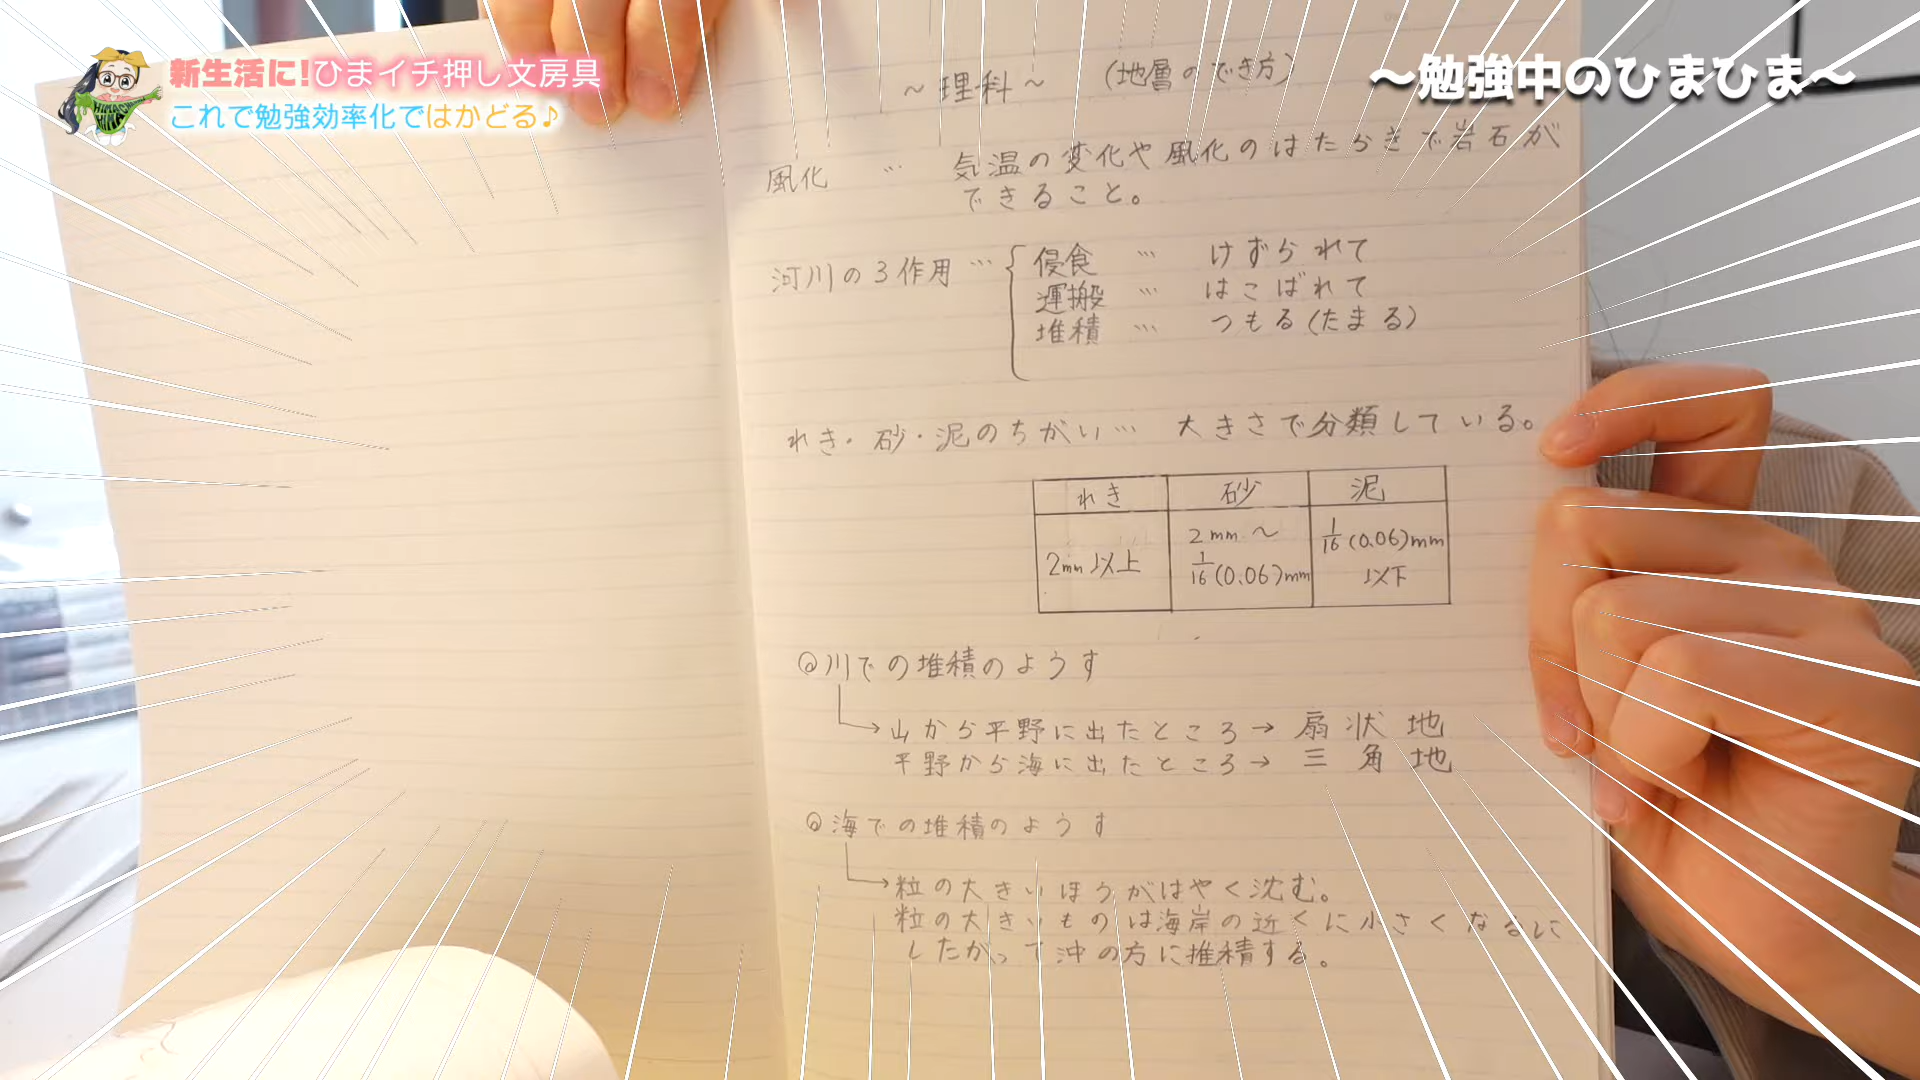 新生活に!ひまイチ押し文房具
これで勉強効率化ではかどる♪
～勉強中のひまひま～
～理科～ (地層のでき方)
風化 … 気温の変化や風化のはたらきで岩石が
できること。
河川の3作用 … 侵食 … けずられて
運搬 … はこばれて
堆積 … つもる(たまる)
れき・砂・泥のちがい… 大きさで分類している。
れき 砂 泥
2mm以上 2mm～1/16(0.06)mm 1/16(0.06)mm以下
◎川での堆積のようす
→山から平野に出たところ→ 扇状地
平野から海に出たところ→ 三角地
◎海での堆積のようす
→粒の大きいほうがはやく沈む。
粒の大きいものは海岸の近くに小さくなるに
したがって沖の方に推積する。